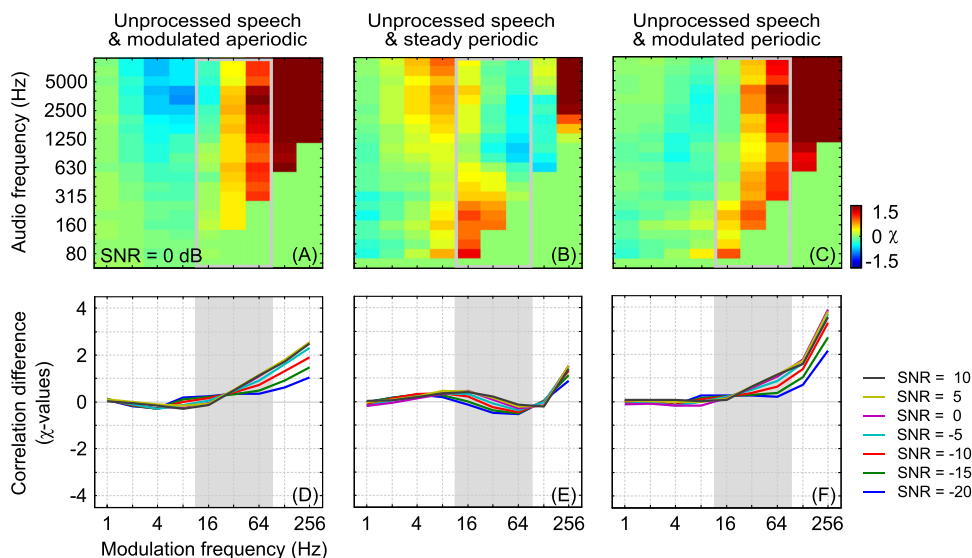 Unprocessed speech
& modulated aperiodic
Unprocessed speech
& steady periodic
Unprocessed speech
& modulated periodic
Audio frequency (Hz)
5000
2500
1250
630
315
160
80
SNR = 0 dB
(A)
(B)
(C)
1.5
0 χ
-1.5
Correlation difference
(χ-values)
4
2
0
-2
-4
(D)
(E)
(F)
1 4 16 64 256
1 4 16 64 256
1 4 16 64 256
Modulation frequency (Hz)
SNR = 10
SNR = 5
SNR = 0
SNR = -5
SNR = -10
SNR = -15
SNR = -20